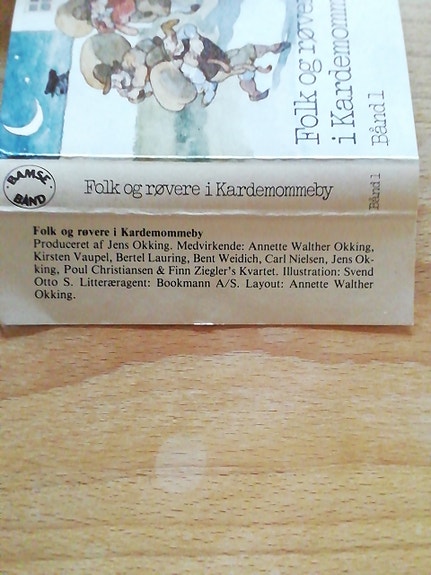 Folk og røvere
i Kardemomme
Bånd 1
BAMSE
BÅND
Folk og røvere i Kardemommeby
Bånd 1
Folk og røvere i Kardemommeby
Produceret af Jens Okking. Medvirkende: Annette Walther Okking,
Kirsten Vaupel, Bertel Lauring, Bent Weidich, Carl Nielsen, Jens Ok-
king, Poul Christiansen & Finn Ziegler's Kvartet. Illustration: Svend
Otto S. Litteræragent: Bookmann A/S. Layout: Annette Walther
Okking.